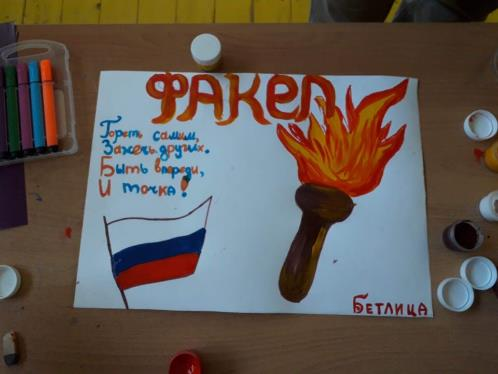 ФАКЕЛ
Гореть самим,
Зажечь других.
Быть впереди,
И точка!
БЕТЛИЦА